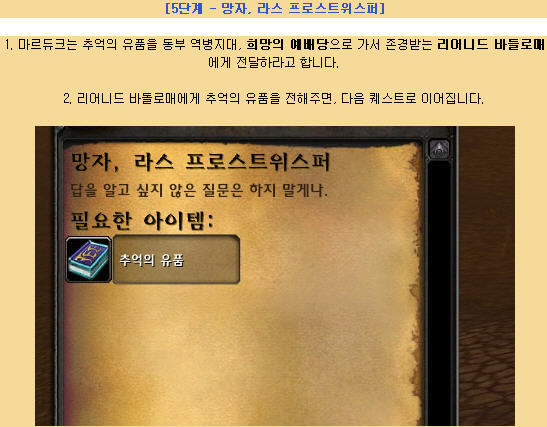 [5단계 - 망자, 라스 프로스트위스퍼]
1. 마르듀크는 추억의 유품을 동부 역병지대, 희망의 예배당으로 가서 존경받는 리어니드 바돌로매
에게 전달하라고 합니다.
2. 리어니드 바돌로매에게 추억의 유품을 전해주면, 다음 퀘스트로 이어집니다.
망자, 라스 프로스트위스퍼
답을 알고 싶지 않은 질문은 하지 말게나.
필요한 아이템:
추억의 유품